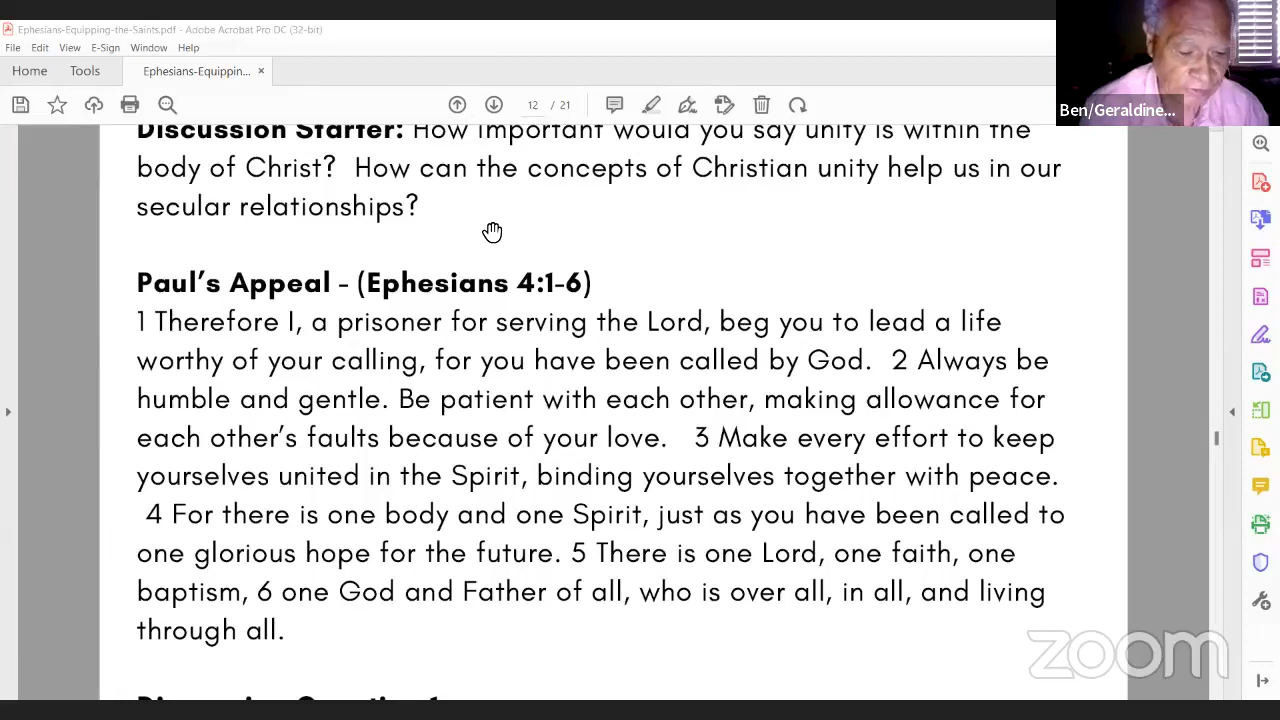 Ephesians-Equipping-the-Saints.pdf - Adobe Acrobat Pro DC (32-bit)
File Edit View E-Sign Window Help
Home Tools Ephesians-Equippin... ×
12 / 21
Ben/Geraldine...
Discussion Starter: How important would you say unity is within the
body of Christ? How can the concepts of Christian unity help us in our
secular relationships?
Paul's Appeal - (Ephesians 4:1-6)
1 Therefore I, a prisoner for serving the Lord, beg you to lead a life
worthy of your calling, for you have been called by God. 2 Always be
humble and gentle. Be patient with each other, making allowance for
each other's faults because of your love. 3 Make every effort to keep
yourselves united in the Spirit, binding yourselves together with peace.
4 For there is one body and one Spirit, just as you have been called to
one glorious hope for the future. 5 There is one Lord, one faith, one
baptism, 6 one God and Father of all, who is over all, in all, and living
through all.
zoom